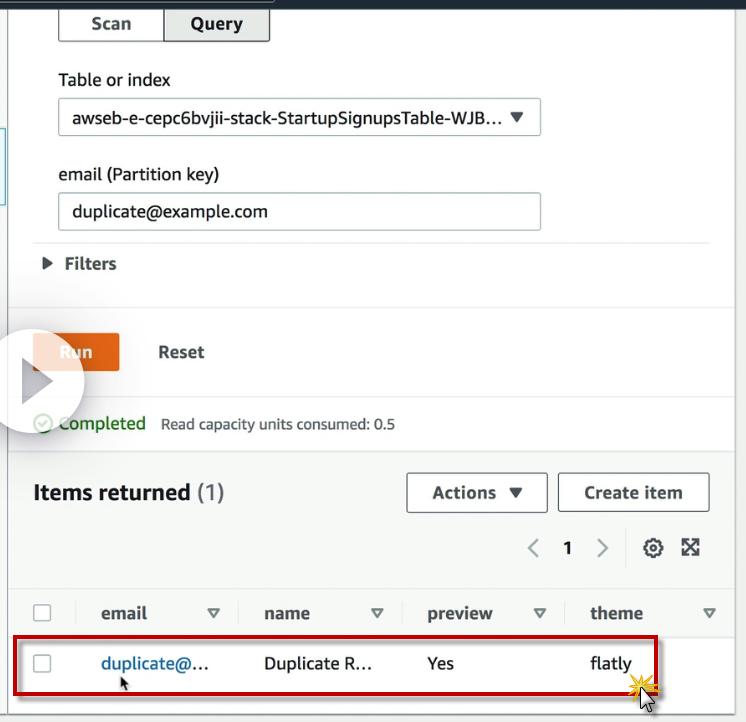 Scan Query
Table or index
awseb-e-cepc6bvjii-stack-StartupSignupsTable-WJB...
email (Partition key)
duplicate@example.com
Filters
Run Reset
Completed Read capacity units consumed: 0.5
Items returned (1) Actions Create item
1
email name preview theme
duplicate@... Duplicate R... Yes flatly